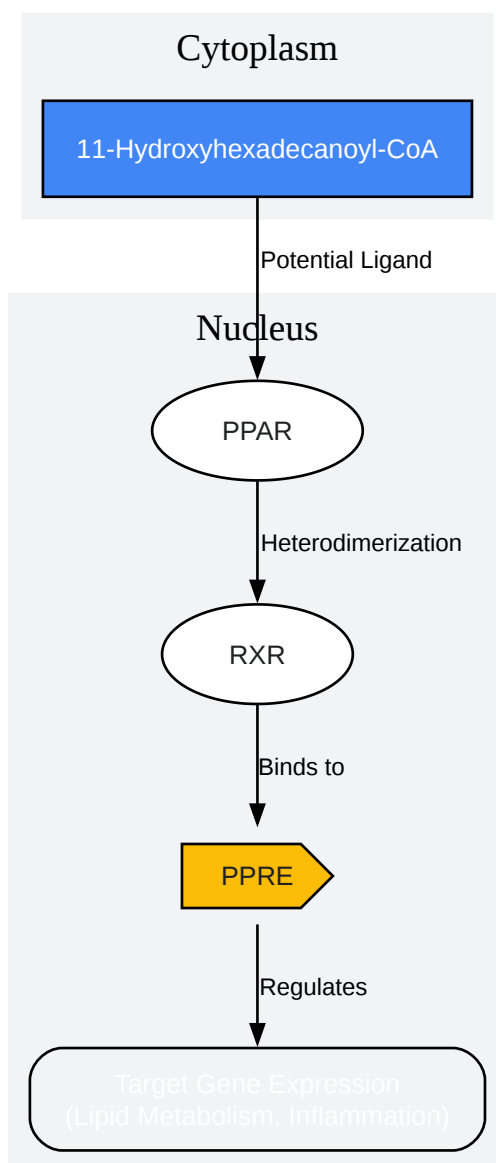 Cytoplasm
11-Hydroxyhexadecanoyl-CoA
Potential Ligand
Nucleus
PPAR
Heterodimerization
RXR
Binds to
PPRE
Regulates
Target Gene Expression
(Lipid Metabolism, Inflammation)